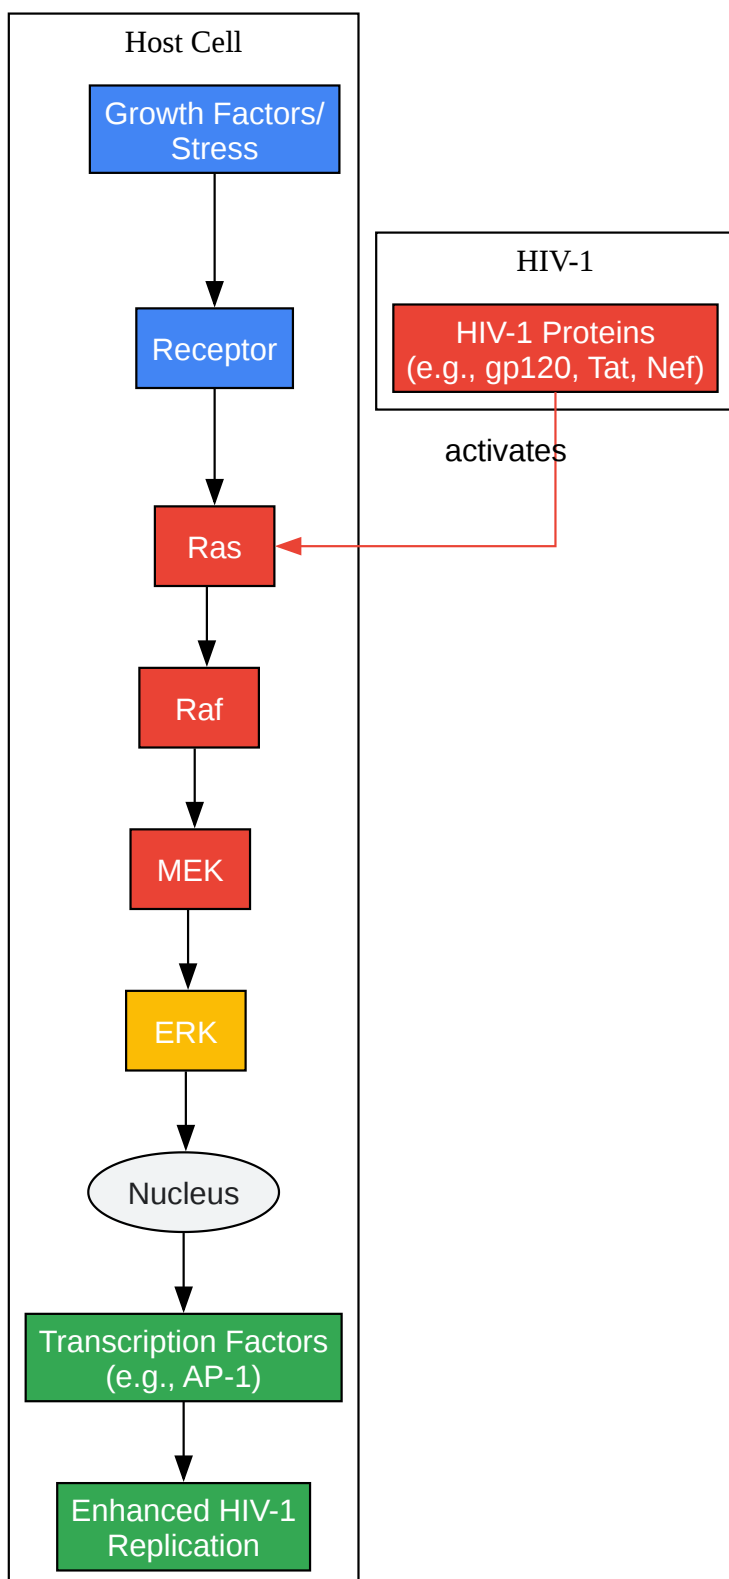 Host Cell
Growth Factors/
Stress
Receptor
HIV-1
HIV-1 Proteins
(e.g., gp120, Tat, Nef)
activates
Ras
Raf
MEK
ERK
Nucleus
Transcription Factors
(e.g., AP-1)
Enhanced HIV-1
Replication